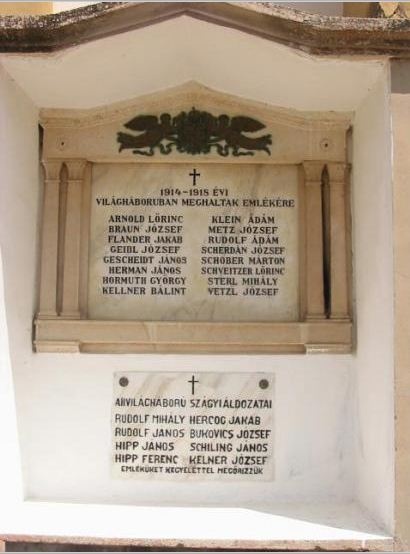 1914-1918 ÉVI
VILÁGHÁBORUBAN MEGHALTAK EMLÉKÉRE
ARNOLD LŐRINC
BRAUN JÓZSEF
FLANDER JAKAB
GEIBL JÓZSEF
GESCHEIDT JÁNOS
HERMAN JÁNOS
HORMUTH GYÖRGY
KELLNER BÁLINT
KLEIN ÁDÁM
METZ JÓZSEF
RUDOLF ÁDÁM
SCHERDÁN JÓZSEF
SCHÓBER MÁRTON
SCHVEITZER LŐRINC
STERL MIHÁLY
VETZL JÓZSEF
A II.VILÁGHÁBORÚ SZÁGYI ÁLDOZATAI
RUDOLF MIHÁLY HERCOG JAKAB
RUDOLF JÁNOS BUKOVICS JÓZSEF
HIPP JÁNOS SCHILING JÁNOS
HIPP FERENC KELNER JÓZSEF
EMLÉKÜKET KEGYELETTEL MEGŐRIZZÜK